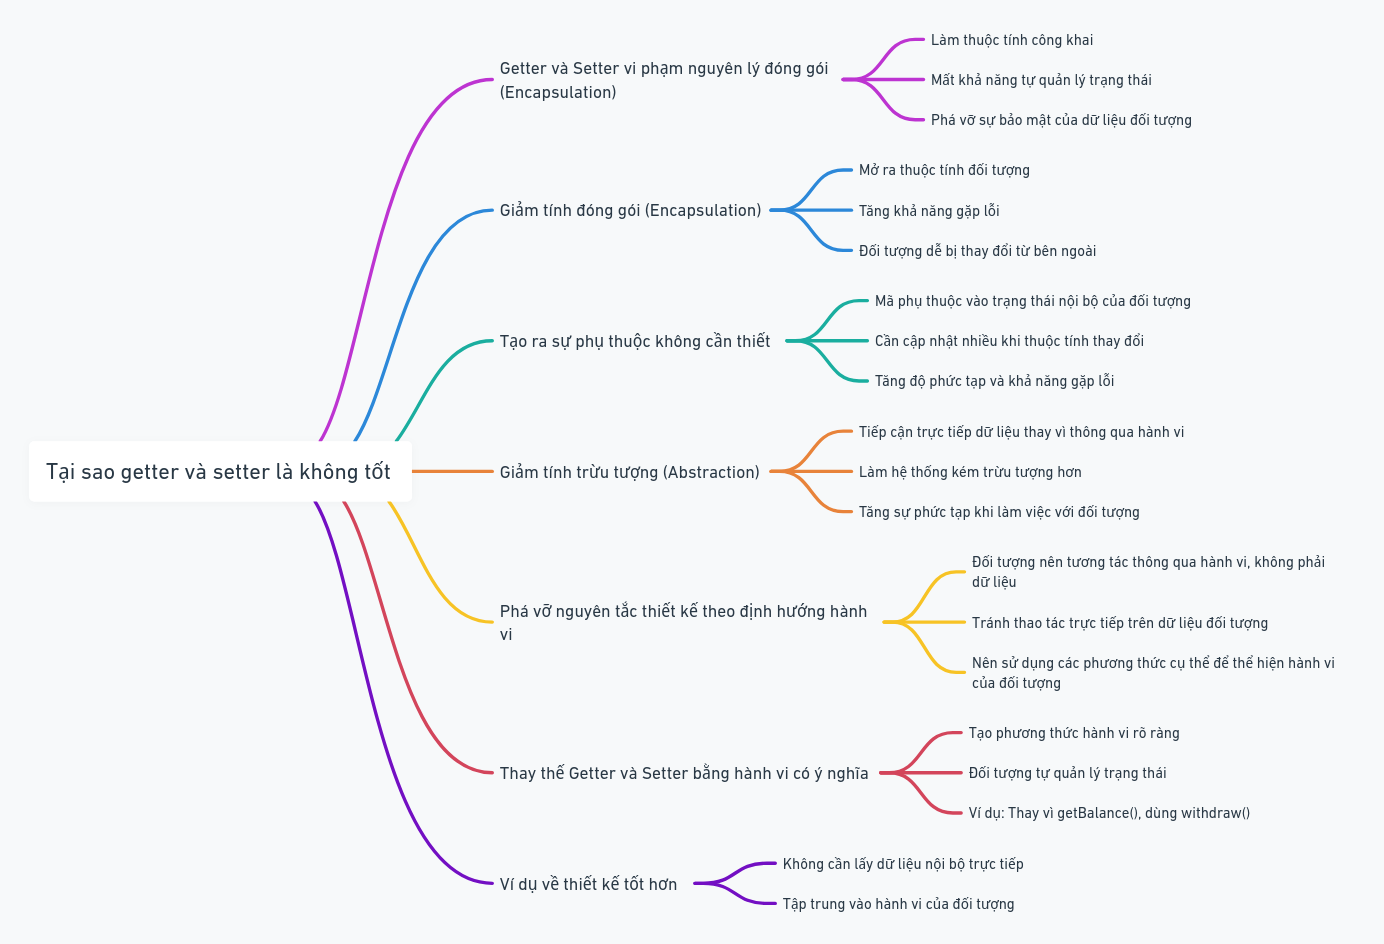 Tại sao getter và setter là không tốt
Getter và Setter vi phạm nguyên lý đóng gói
(Encapsulation)
Làm thuộc tính công khai
Mất khả năng tự quản lý trạng thái
Phá vỡ sự bảo mật của dữ liệu đối tượng
Giảm tính đóng gói (Encapsulation)
Mở ra thuộc tính đối tượng
Tăng khả năng gặp lỗi
Đối tượng dễ bị thay đổi từ bên ngoài
Tạo ra sự phụ thuộc không cần thiết
Mã phụ thuộc vào trạng thái nội bộ của đối tượng
Cần cập nhật nhiều khi thuộc tính thay đổi
Tăng độ phức tạp và khả năng gặp lỗi
Giảm tính trừu tượng (Abstraction)
Tiếp cận trực tiếp dữ liệu thay vì thông qua hành vi
Làm hệ thống kém trừu tượng hơn
Tăng sự phức tạp khi làm việc với đối tượng
Phá vỡ nguyên tắc thiết kế theo định hướng hành
vi
Đối tượng nên tương tác thông qua hành vi, không phải
dữ liệu
Tránh thao tác trực tiếp trên dữ liệu đối tượng
Nên sử dụng các phương thức cụ thể để thể hiện hành vi
của đối tượng
Thay thế Getter và Setter bằng hành vi có ý nghĩa
Tạo phương thức hành vi rõ ràng
Đối tượng tự quản lý trạng thái
Ví dụ: Thay vì getBalance(), dùng withdraw()
Ví dụ về thiết kế tốt hơn
Không cần lấy dữ liệu nội bộ trực tiếp
Tập trung vào hành vi của đối tượng